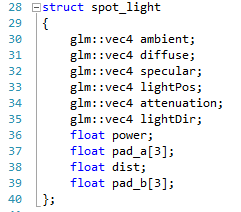 28 struct spot_light
29 {
30 glm::vec4 ambient;
31 glm::vec4 diffuse;
32 glm::vec4 specular;
33 glm::vec4 lightPos;
34 glm::vec4 attenuation;
35 glm::vec4 lightDir;
36 float power;
37 float pad_a[3];
38 float dist;
39 float pad_b[3];
40 };